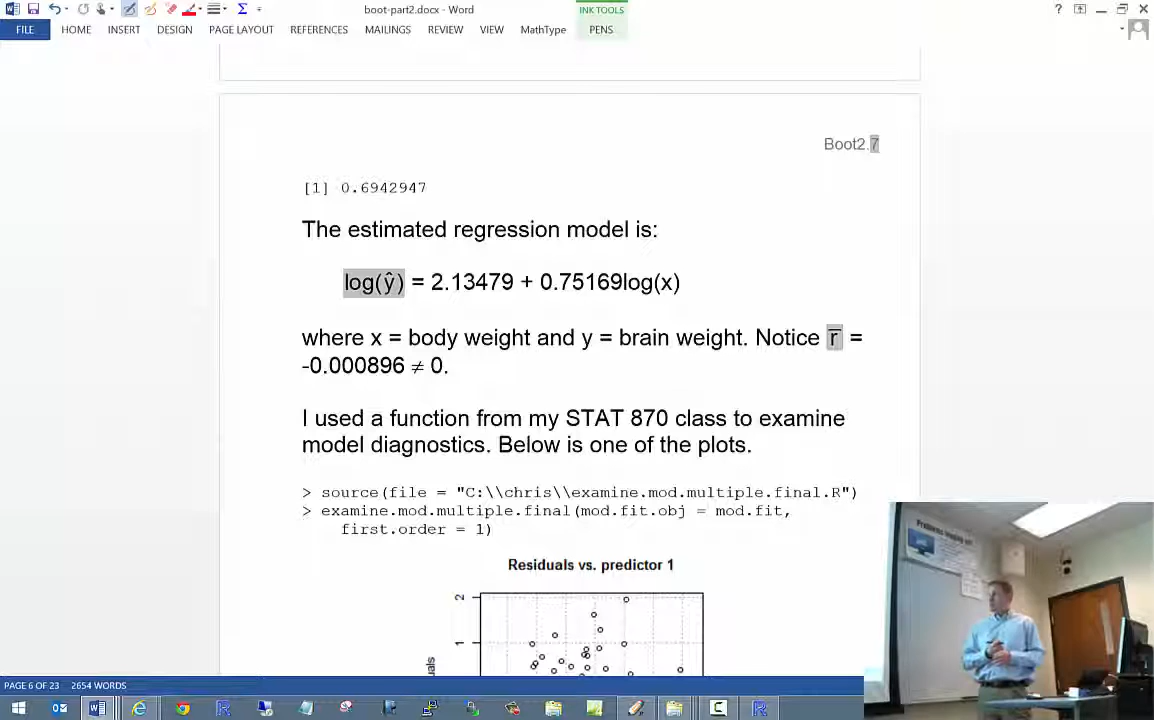 boot-part2.docx - Word
INK TOOLS
FILE HOME INSERT DESIGN PAGE LAYOUT REFERENCES MAILINGS REVIEW VIEW MathType PENS
Boot2.7
[1] 0.6942947
The estimated regression model is:
log(ŷ) = 2.13479 + 0.75169log(x)
where x = body weight and y = brain weight. Notice r̅ =
-0.000896 ≠ 0.
I used a function from my STAT 870 class to examine
model diagnostics. Below is one of the plots.
> source(file = "C:\\chris\\examine.mod.multiple.final.R")
> examine.mod.multiple.final(mod.fit.obj = mod.fit,
first.order = 1)
Residuals vs. predictor 1
2
1
uals
PAGE 6 OF 23 2654 WORDS